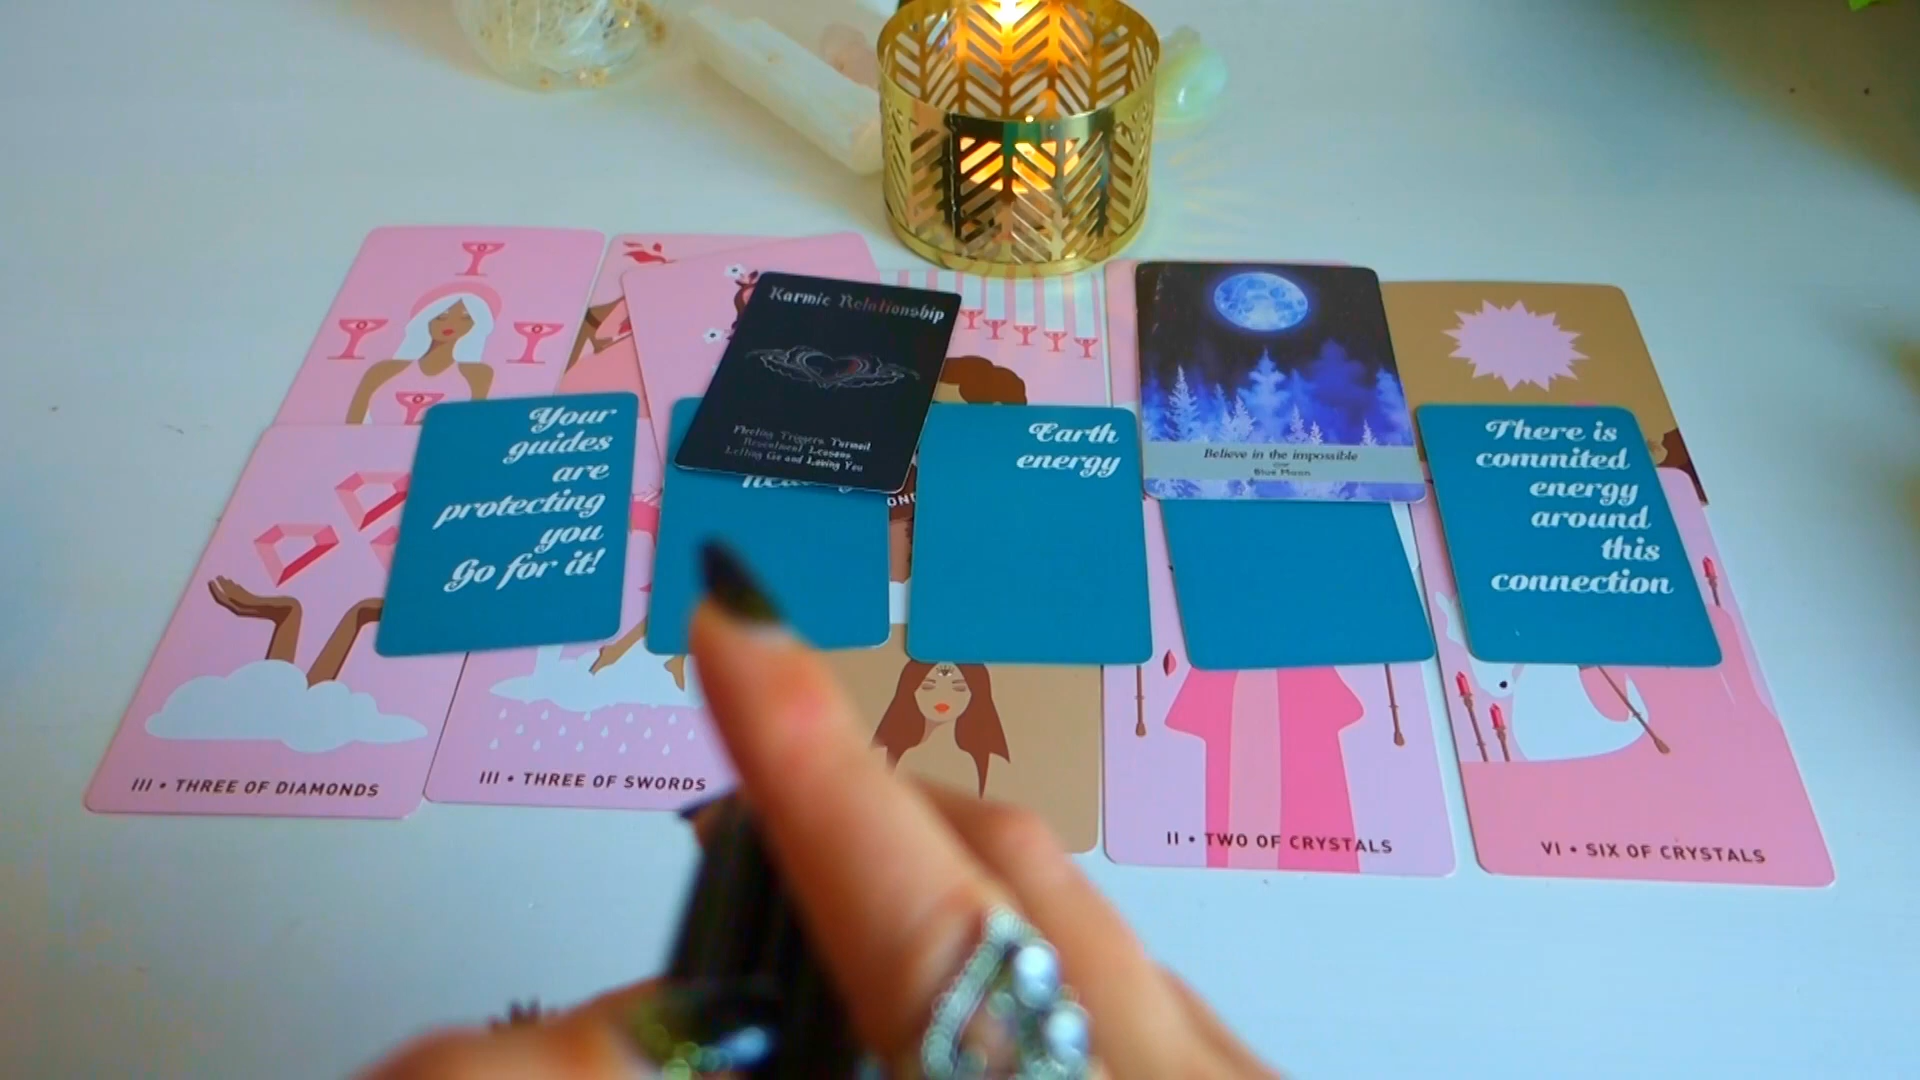 Karmic Relationship
Fleeting Triggers Turmoil
Resentment Lessons
Letting Go and Loving You
Believe in the impossible
Blue Moon
Your
guides
are
protecting
you
Go for it!
Earth
energy
There is
commited
energy
around
this
connection
III • THREE OF DIAMONDS
III • THREE OF SWORDS
II • TWO OF CRYSTALS
VI • SIX OF CRYSTALS